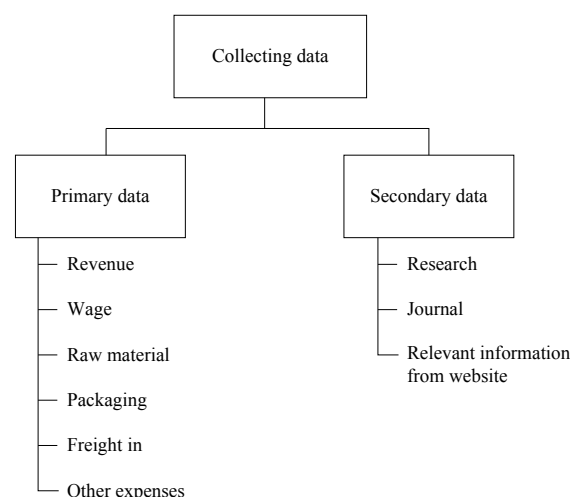 Collecting data
Primary data
Secondary data
Revenue
Wage
Raw material
Packaging
Freight in
Other expenses
Research
Journal
Relevant information
from website